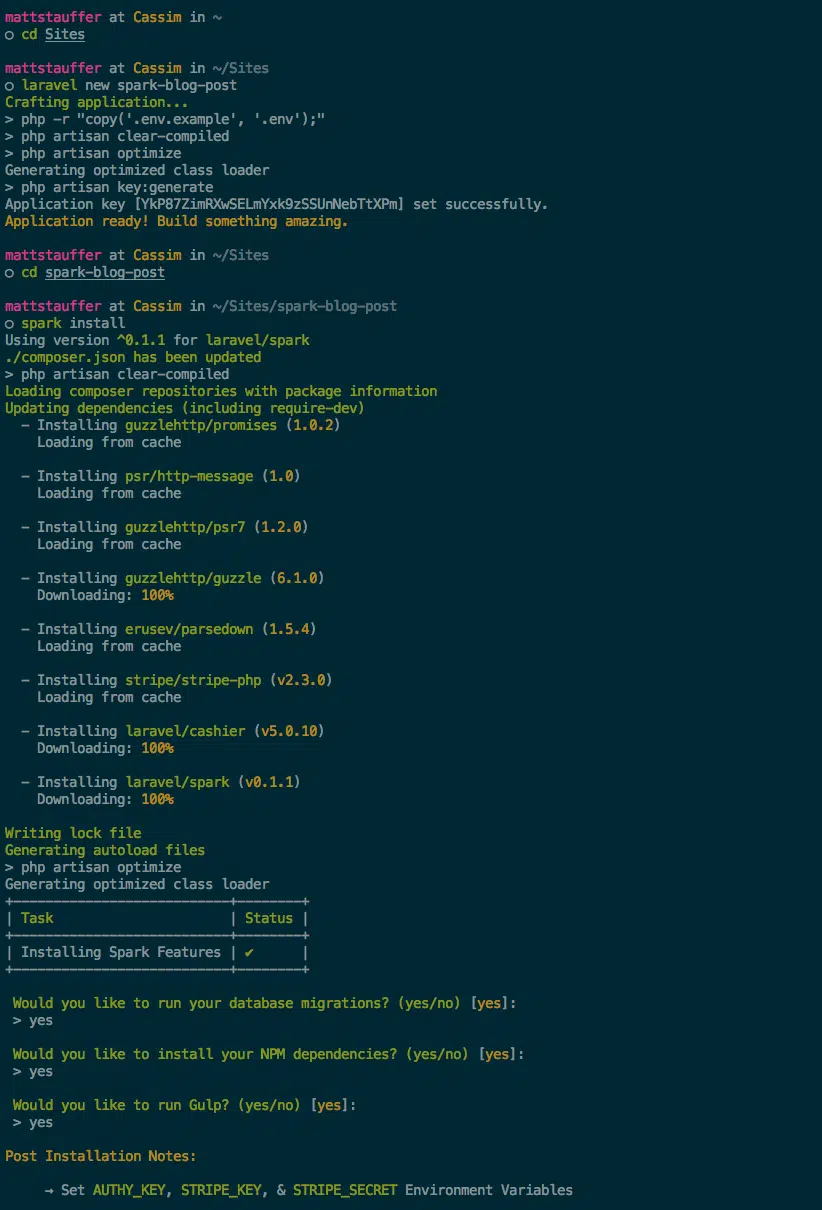 mattstauffer at Cassim in ~
○ cd Sites
mattstauffer at Cassim in ~/Sites
○ laravel new spark-blog-post
Crafting application...
> php -r "copy('.env.example', '.env');"
> php artisan clear-compiled
> php artisan optimize
Generating optimized class loader
> php artisan key:generate
Application key [YkP87ZimRXwSELmYxk9zSSUnNebTtXPm] set successfully.
Application ready! Build something amazing.
mattstauffer at Cassim in ~/Sites
○ cd spark-blog-post
mattstauffer at Cassim in ~/Sites/spark-blog-post
○ spark install
Using version ^0.1.1 for laravel/spark
./composer.json has been updated
> php artisan clear-compiled
Loading composer repositories with package information
Updating dependencies (including require-dev)
- Installing guzzlehttp/promises (1.0.2)
Loading from cache
- Installing psr/http-message (1.0)
Loading from cache
- Installing guzzlehttp/psr7 (1.2.0)
Loading from cache
- Installing guzzlehttp/guzzle (6.1.0)
Downloading: 100%
- Installing erusev/parsedown (1.5.4)
Loading from cache
- Installing stripe/stripe-php (v2.3.0)
Loading from cache
- Installing laravel/cashier (v5.0.10)
Downloading: 100%
- Installing laravel/spark (v0.1.1)
Downloading: 100%
Writing lock file
Generating autoload files
> php artisan optimize
Generating optimized class loader
+---------------------------+--------+
| Task | Status |
+---------------------------+--------+
| Installing Spark Features | ✔ |
+---------------------------+--------+
Would you like to run your database migrations? (yes/no) [yes]:
> yes
Would you like to install your NPM dependencies? (yes/no) [yes]:
> yes
Would you like to run Gulp? (yes/no) [yes]:
> yes
Post Installation Notes:
→ Set AUTHY_KEY, STRIPE_KEY, & STRIPE_SECRET Environment Variables